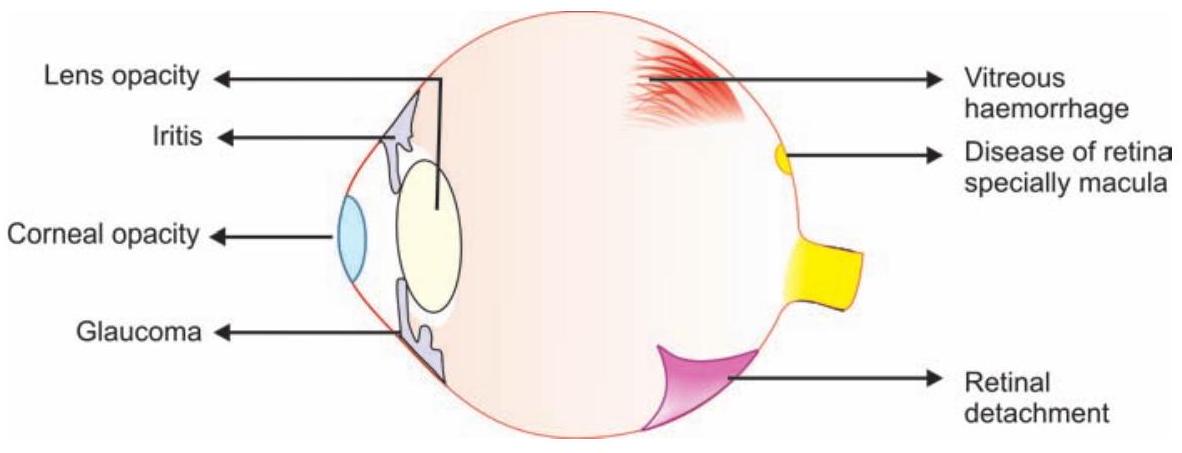 Lens opacity
Iritis
Corneal opacity
Glaucoma
Vitreous
haemorrhage
Disease of retina
specially macula
Retinal
detachment